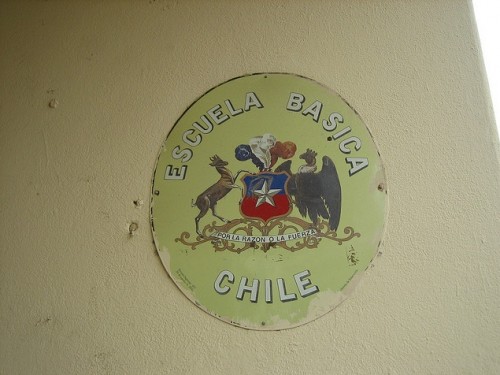 ESCUELA BASICA
POR LA RAZON O LA FUERZA
CHILE